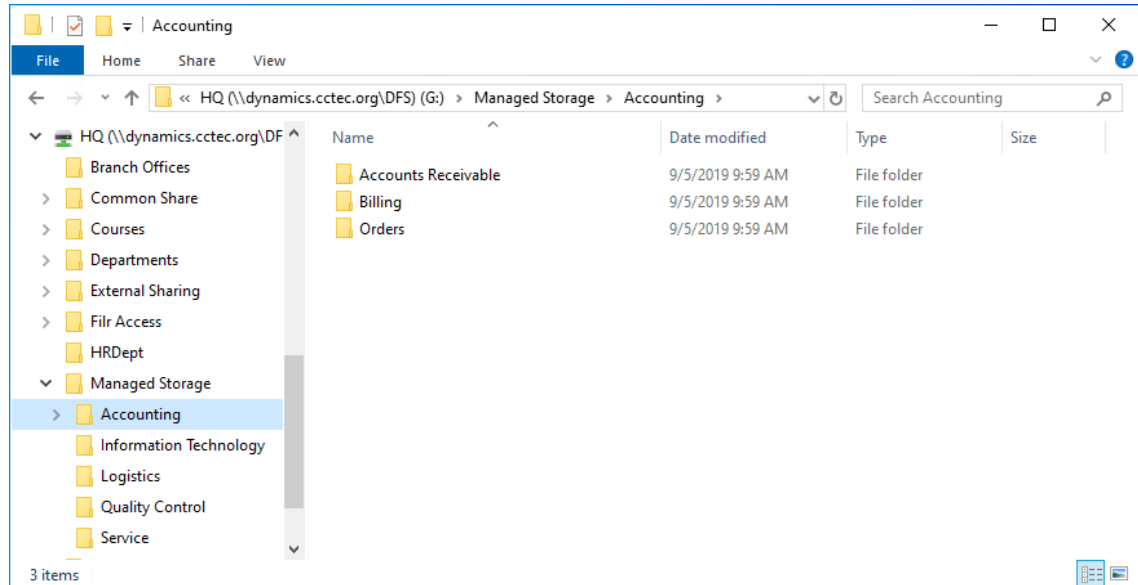 Accounting
File Home Share View
« HQ (\\dynamics.cctec.org\DFS) (G:) > Managed Storage > Accounting > Search Accounting
HQ (\\dynamics.cctec.org\DF
Branch Offices
Common Share
Courses
Departments
External Sharing
Filr Access
HRDept
Managed Storage
Accounting
Information Technology
Logistics
Quality Control
Service
Name Date modified Type Size
Accounts Receivable 9/5/2019 9:59 AM File folder
Billing 9/5/2019 9:59 AM File folder
Orders 9/5/2019 9:59 AM File folder
3 items